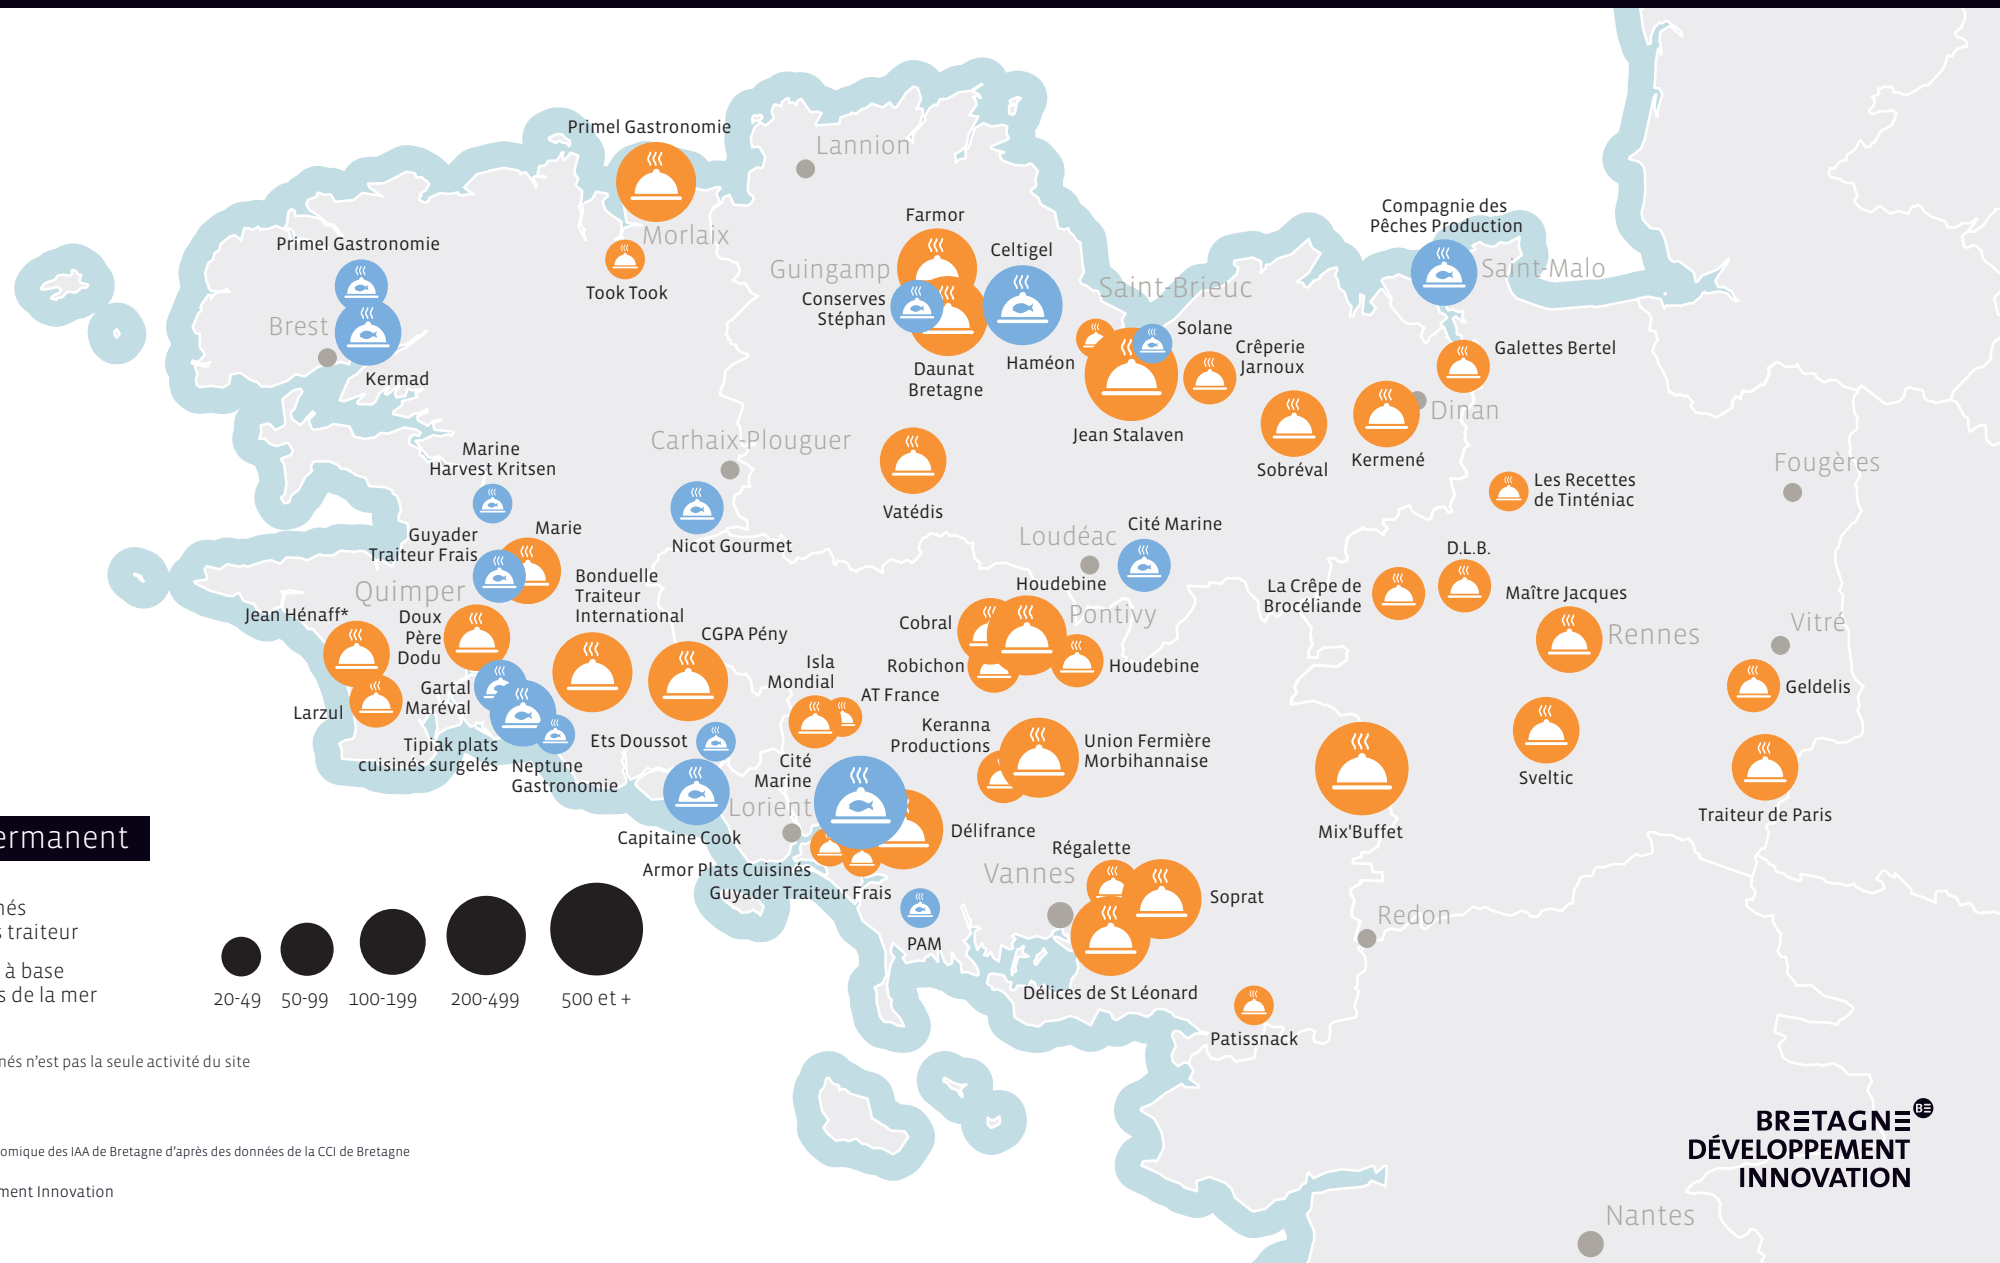 Primel Gastronomie
Lannion
Morlaix
Took Took
Primel Gastronomie
Brest
Kermad
Farmor
Celtigel
Guingamp
Conserves
Stéphan
Daunat
Bretagne
Haméon
Saint-Brieuc
Solane
Crêperie
Jarnoux
Jean Stalaven
Compagnie des
Pêches Production
Saint-Malo
Galettes Bertel
Dinan
Kermené
Sobréval
Les Recettes
de Tinténiac
Fougères
Carhaix-Plouguer
Marine
Harvest Kritsen
Nicot Gourmet
Vatédis
Guyader
Traiteur Frais
Marie
Quimper
Bonduelle
Traiteur
International
Jean Hénaff*
Doux
Père
Dodu
Larzul
Gartal
Maréval
Tipiak plats
cuisinés surgelés
Neptune
Gastronomie
CGPA Pény
Ets Doussot
Capitaine Cook
Isla
Mondial
AT France
Cité
Marine
Lorient
Armor Plats Cuisinés
Guyader Traiteur Frais
Délifrance
PAM
Loudéac
Cité Marine
Houdebine
Pontivy
Cobral
Robichon
Houdebine
Keranna
Productions
Union Fermière
Morbihannaise
Régalette
Vannes
Soprat
Délices de St Léonard
Patissnack
Redon
D.L.B.
La Crêpe de
Brocéliande
Maître Jacques
Rennes
Vitré
Geldelis
Sveltic
Mix'Buffet
Traiteur de Paris
Nantes
ermanent
nés
s traiteur
à base
s de la mer
20-49 50-99 100-199 200-499 500 et +
nés n'est pas la seule activité du site
omique des IAA de Bretagne d'après des données de la CCI de Bretagne
ment Innovation
BRETAGNE BE
DÉVELOPPEMENT
INNOVATION